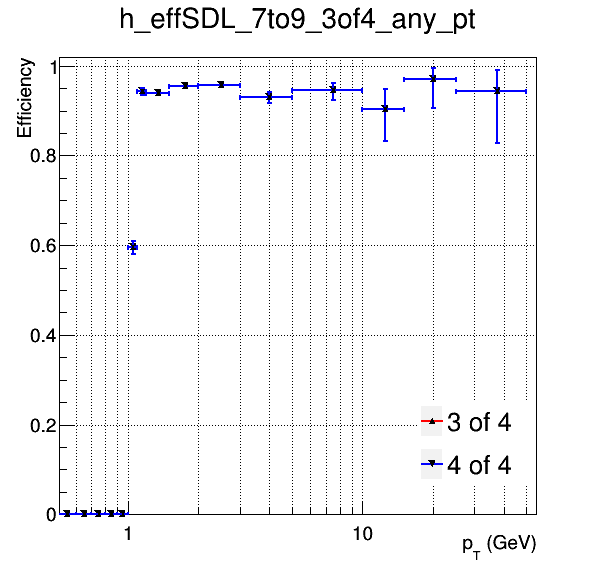 h_effSDL_7to9_3of4_any_pt
Efficiency
1
0.8
0.6
0.4
0.2
0
3 of 4
4 of 4
1
10
p_T (GeV)